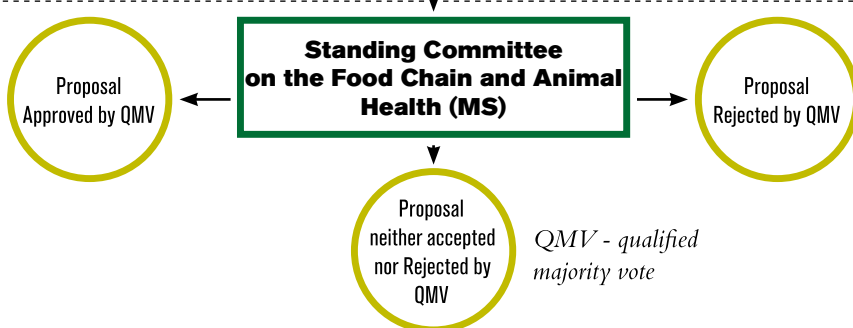 Standing Committee
on the Food Chain and Animal
Health (MS)
Proposal
Approved by QMV
Proposal
Rejected by QMV
Proposal
neither accepted
nor Rejected by
QMV
QMV - qualified
majority vote